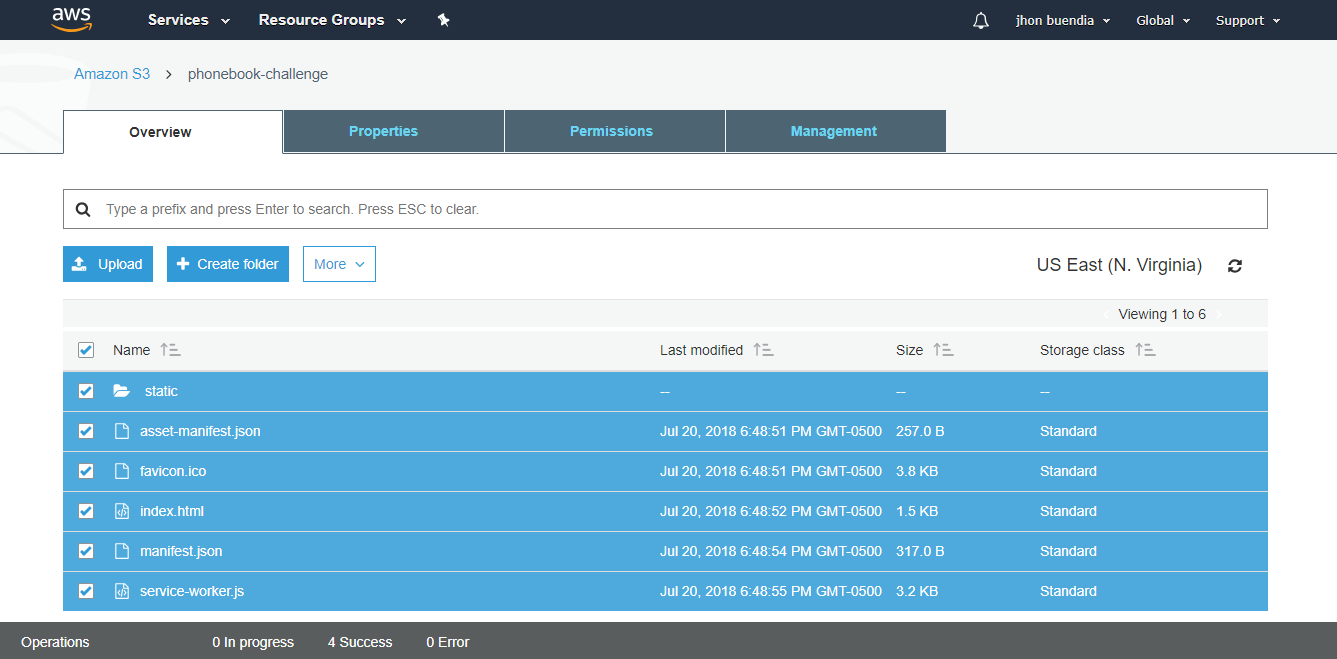 aws Services Resource Groups jhon buendia Global Support
Amazon S3 > phonebook-challenge
Overview Properties Permissions Management
Type a prefix and press Enter to search. Press ESC to clear.
Upload Create folder More US East (N. Virginia)
Viewing 1 to 6
Name Last modified Size Storage class
static -- -- --
asset-manifest.json Jul 20, 2018 6:48:51 PM GMT-0500 257.0 B Standard
favicon.ico Jul 20, 2018 6:48:51 PM GMT-0500 3.8 KB Standard
index.html Jul 20, 2018 6:48:52 PM GMT-0500 1.5 KB Standard
manifest.json Jul 20, 2018 6:48:54 PM GMT-0500 317.0 B Standard
service-worker.js Jul 20, 2018 6:48:55 PM GMT-0500 3.2 KB Standard
Operations 0 In progress 4 Success 0 Error